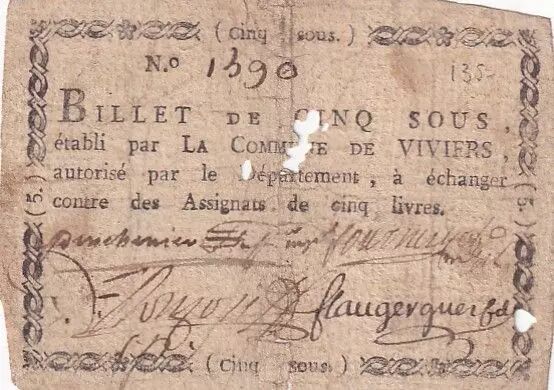 (Cinq sous.)
N.o 1390
135-
BILLET DE CINQ SOUS,
établi par LA COMMUNE DE VIVIERS,
autorisé par le Département, à échanger
contre des Assignats de cinq livres.
(5.)
(5.)
flaugergues
(Cinq sous.)